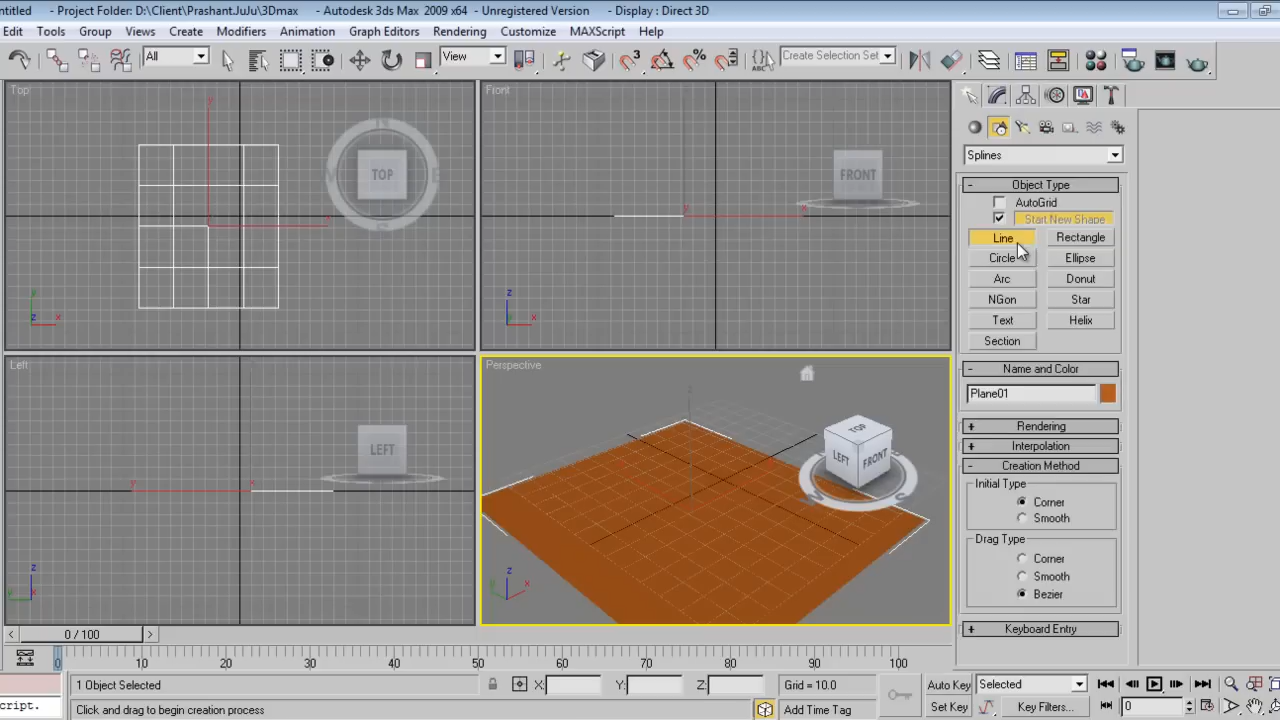 ntitled - Project Folder: D:\Client\Prashant.JuJu\3Dmax - Autodesk 3ds Max 2009 x64 - Unregistered Version - Display : Direct 3D
Edit Tools Group Views Create Modifiers Animation Graph Editors Rendering Customize MAXScript Help
All View 3 % ABC Create Selection Set
Top Front
y
TOP FRONT
Splines
- Object Type
AutoGrid
Start New Shape
Line Rectangle
Circle Ellipse
Arc Donut
NGon Star
Text Helix
Section
y x
x
y z
z x x
Left Perspective
- Name and Color
Plane01
+ Rendering
+ Interpolation
- Creation Method
Initial Type
Corner
Smooth
Drag Type
Corner
Smooth
Bezier
+ Keyboard Entry
LEFT TOP LEFT FRONT
W S
z
y x
z z
y x y x
< 0 / 100 >
0 10 20 30 40 50 60 70 80 90 100
1 Object Selected X: Y: Z: Grid = 10.0 Auto Key Selected
cript. Click and drag to begin creation process Add Time Tag Set Key Key Filters... 0